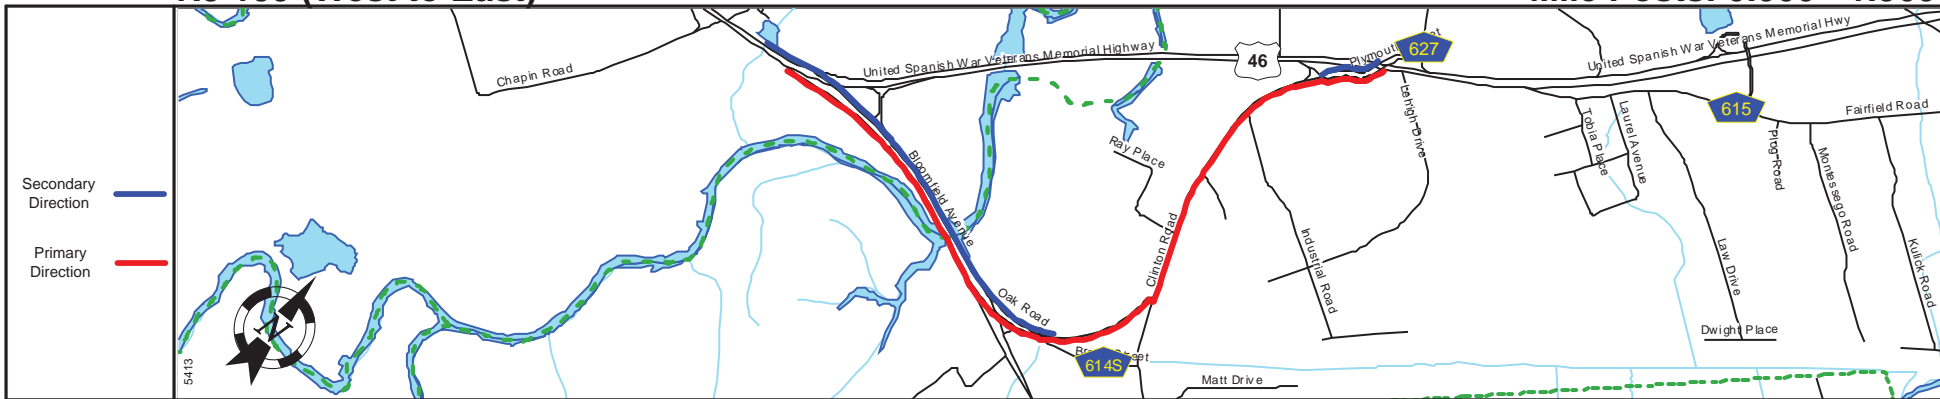 Secondary
Direction
Primary
Direction
Chapin Road
United Spanish War Veterans Memorial Highway
46
627
United Spanish War Veterans Memorial Hwy
615
Fairfield Road
Lehigh Drive
Tobia Place
Laurel Avenue
Plog Road
Montesego Road
Kulick Road
Ray Place
Bloomfield Avenue
Clinton Road
Industrial Road
Law Drive
Oak Road
Dwight Place
614S
Matt Drive
5413
N